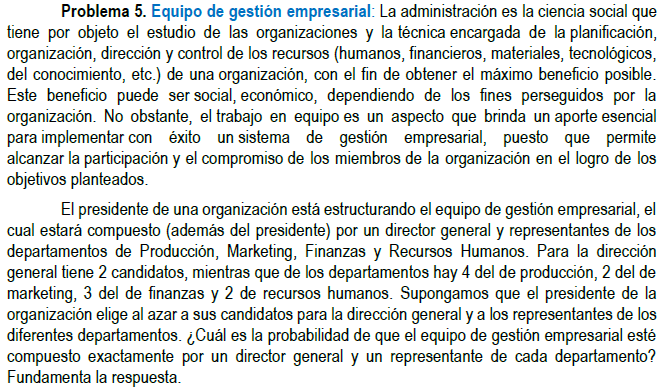 Problema 5. Equipo de gestión empresarial: La administración es la ciencia social que
tiene por objeto el estudio de las organizaciones y la técnica encargada de la planificación,
organización, dirección y control de los recursos (humanos, financieros, materiales, tecnológicos,
del conocimiento, etc.) de una organización, con el fin de obtener el máximo beneficio posible.
Este beneficio puede ser social, económico, dependiendo de los fines perseguidos por la
organización. No obstante, el trabajo en equipo es un aspecto que brinda un aporte esencial
para implementar con éxito un sistema de gestión empresarial, puesto que permite
alcanzar la participación y el compromiso de los miembros de la organización en el logro de los
objetivos planteados.
El presidente de una organización está estructurando el equipo de gestión empresarial, el
cual estará compuesto (además del presidente) por un director general y representantes de los
departamentos de Producción, Marketing, Finanzas y Recursos Humanos. Para la dirección
general tiene 2 candidatos, mientras que de los departamentos hay 4 del de producción, 2 del de
marketing, 3 del de finanzas y 2 de recursos humanos. Supongamos que el presidente de la
organización elige al azar a sus candidatos para la dirección general y a los representantes de los
diferentes departamentos. ¿Cuál es la probabilidad de que el equipo de gestión empresarial esté
compuesto exactamente por un director general y un representante de cada departamento?
Fundamenta la respuesta.